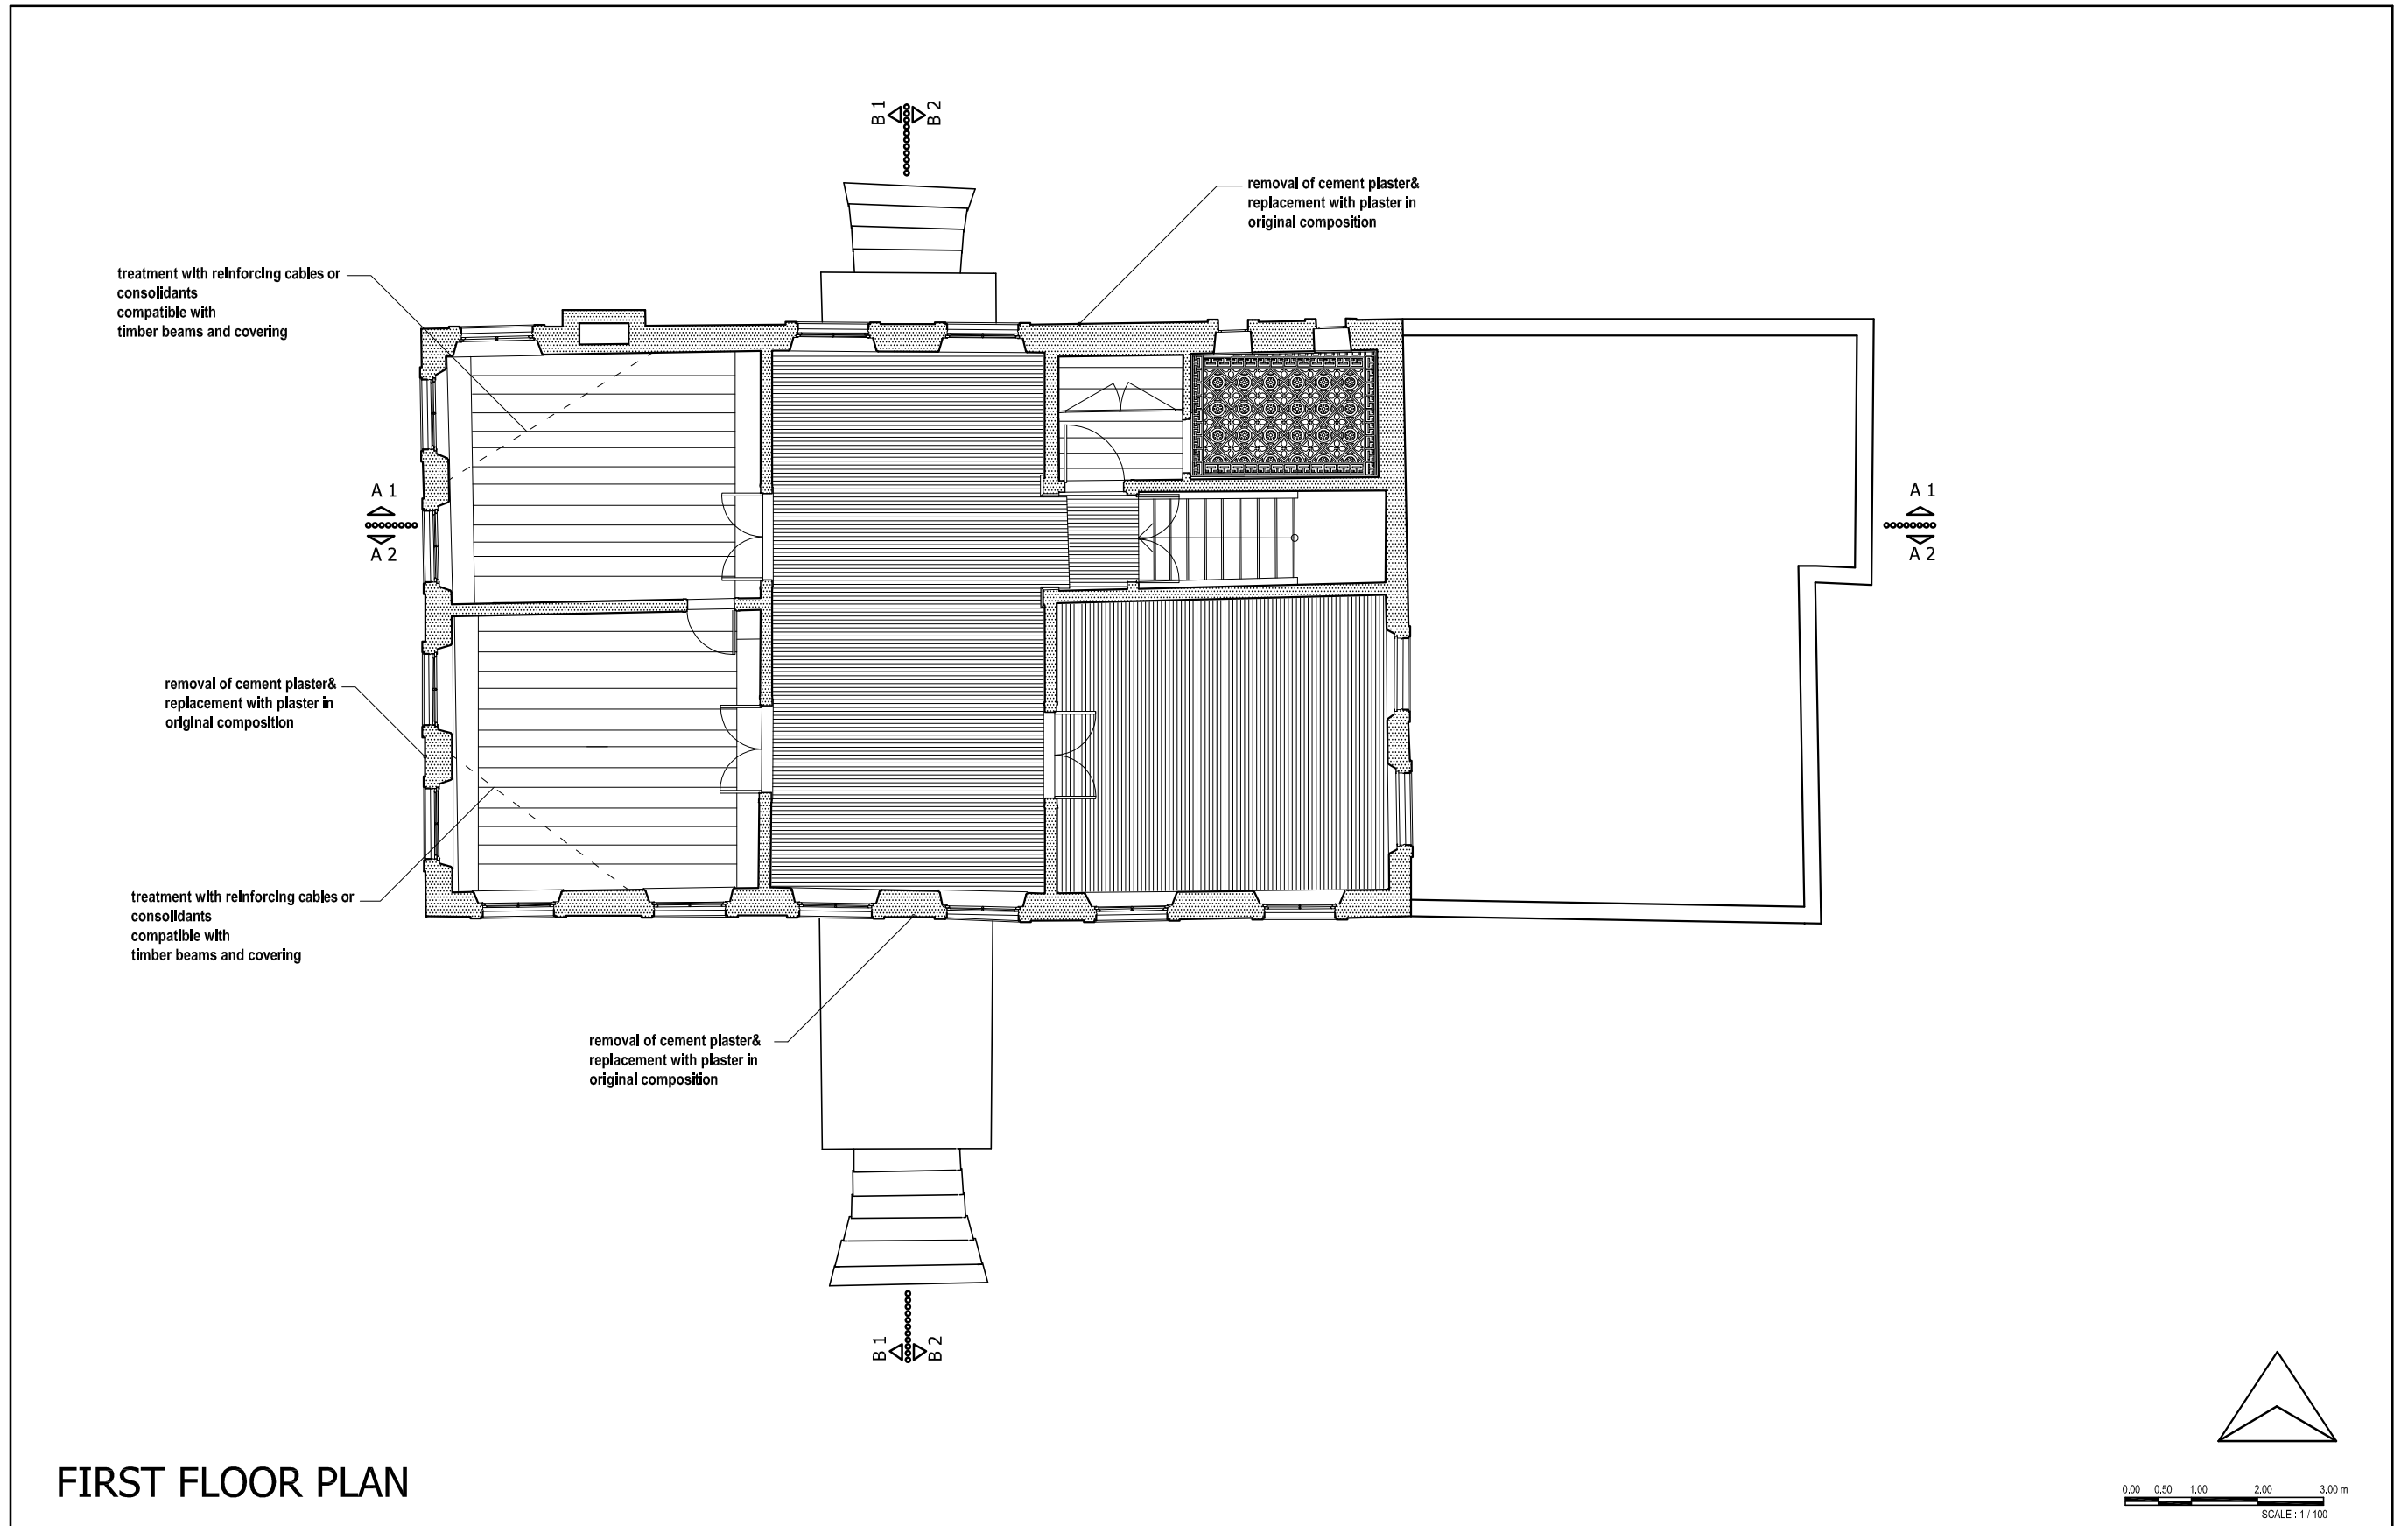 B 1
B 2
removal of cement plaster&
replacement with plaster in
original composition
treatment with reinforcing cables or
consolidants
compatible with
timber beams and covering
A 1
A 2
A 1
A 2
removal of cement plaster&
replacement with plaster in
original composition
treatment with reinforcing cables or
consolidants
compatible with
timber beams and covering
removal of cement plaster&
replacement with plaster in
original composition
B 1
B 2
FIRST FLOOR PLAN
0.00 0.50 1.00 2.00 3.00 m
SCALE : 1 / 100